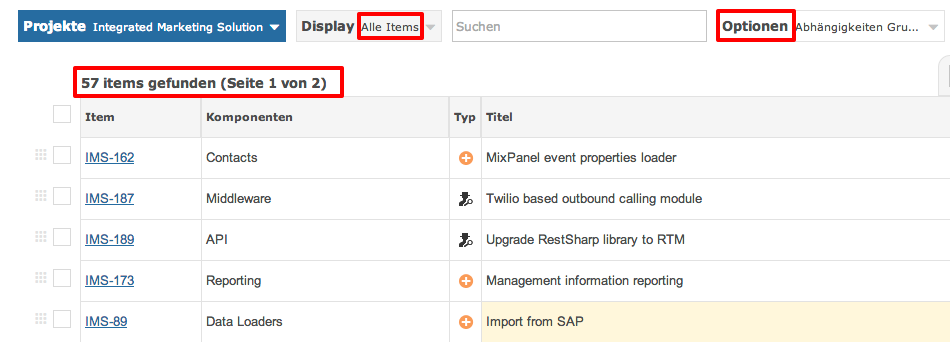 Projekte Integrated Marketing Solution Display Alle Items Suchen Optionen Abhängigkeiten Gru...
57 items gefunden (Seite 1 von 2)
Item Komponenten Typ Titel
IMS-162 Contacts MixPanel event properties loader
IMS-187 Middleware Twilio based outbound calling module
IMS-189 API Upgrade RestSharp library to RTM
IMS-173 Reporting Management information reporting
IMS-89 Data Loaders Import from SAP